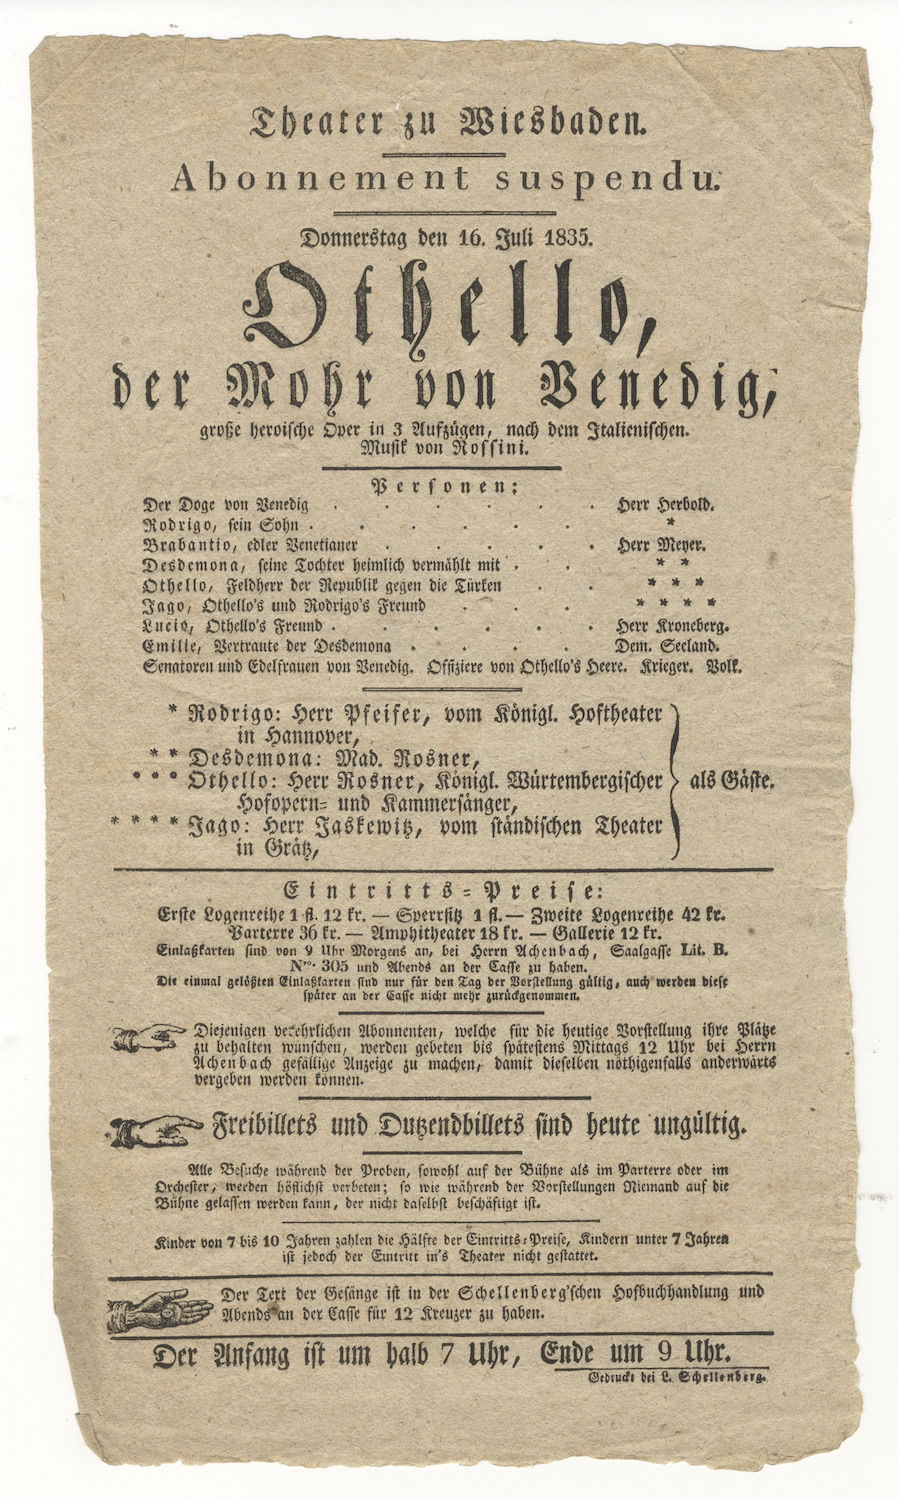 Theater zu Wiesbaden.
Abonnement suspendu.
Donnerstag den 16. Juli 1835.
Othello,
der Mohr von Venedig,
große heroische Oper in 3 Aufzügen, nach dem Italienischen.
Musik von Rossini.
Personen:
Der Doge von Venedig . . . . . . Herr Herbold.
Rodrigo, sein Sohn . . . . . . *
Brabantio, edler Venetianer . . . . Herr Meyer.
Desdemona, seine Tochter heimlich vermählt mit . . * *
Othello, Feldherr der Republik gegen die Türken . . * * *
Jago, Othello's und Rodrigo's Freund . . . * * * *
Lucio, Othello's Freund . . . . . . Herr Kroneberg.
Emilie, Vertraute der Desdemona . . . . Dem. Seeland.
Senatoren und Edelfrauen von Venedig. Offiziere von Othello's Heere. Krieger. Volk.
* Rodrigo: Herr Pfeifer, vom Königl. Hoftheater
in Hannover,
* * Desdemona: Mad. Rosner,
* * * Othello: Herr Rosner, Königl. Würtembergischer als Gäste.
Hofopern- und Kammersänger,
* * * * Jago: Herr Jaskewitz, vom ständischen Theater
in Grätz,
Eintritts-Preise:
Erste Logenreihe 1 fl. 12 kr. — Sperrsitz 1 fl. — Zweite Logenreihe 42 kr.
Parterre 36 kr. — Amphitheater 18 kr. — Gallerie 12 kr.
Einlaßkarten sind von 9 Uhr Morgens an, bei Herrn Achenbach, Saalgasse Lit. B.
Nro. 305 und Abends an der Casse zu haben.
Die einmal gelößten Einlaßkarten sind nur für den Tag der Vorstellung gültig, auch werden diese
später an der Casse nicht mehr zurückgenommen.
Diejenigen verehrlichen Abonnenten, welche für die heutige Vorstellung ihre Plätze
zu behalten wünschen, werden gebeten bis spätestens Mittags 12 Uhr bei Herrn
Achenbach gefällige Anzeige zu machen, damit dieselben nöthigenfalls anderwärts
vergeben werden können.
Freibillets und Dutzendbillets sind heute ungültig.
Alle Besuche während der Proben, sowohl auf der Bühne als im Parterre oder im
Orchester, werden höflichst verbeten; so wie während der Vorstellungen Niemand auf die
Bühne gelassen werden kann, der nicht daselbst beschäftigt ist.
Kinder von 7 bis 10 Jahren zahlen die Hälfte der Eintritts-Preise, Kindern unter 7 Jahren
ist jedoch der Eintritt in's Theater nicht gestattet.
Der Text der Gesänge ist in der Schellenberg'schen Hofbuchhandlung und
Abends an der Casse für 12 Kreuzer zu haben.
Der Anfang ist um halb 7 Uhr, Ende um 9 Uhr.
Gedruckt bei L. Schellenberg.